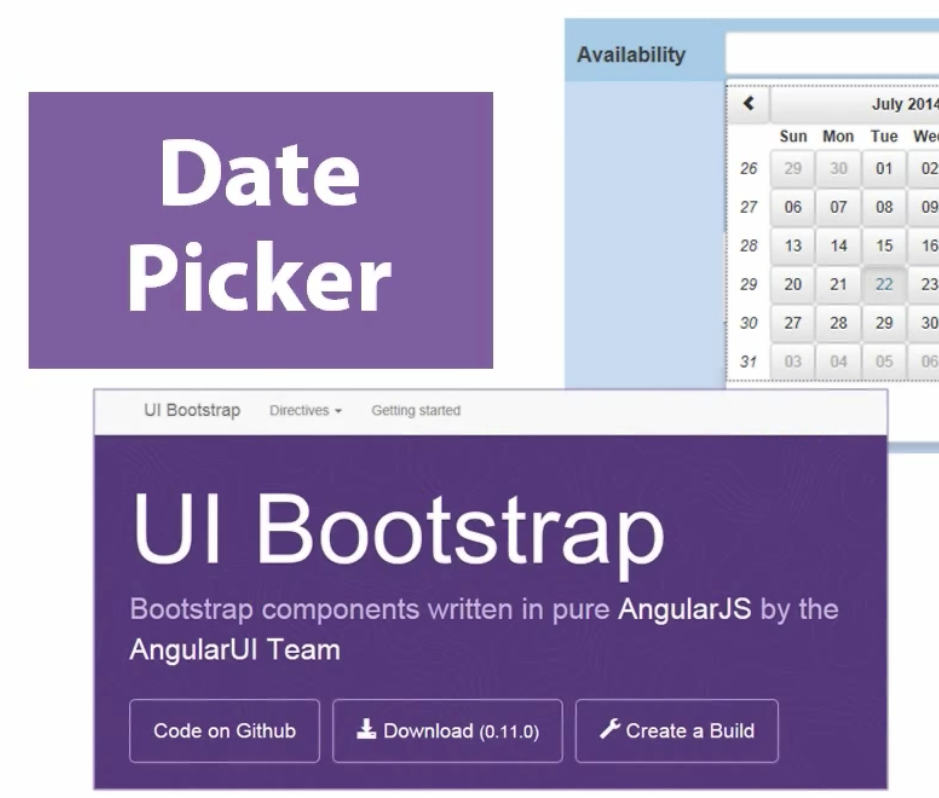 Date
Picker
Availability
July 2014
Sun Mon Tue Wed
26 29 30 01 02
27 06 07 08 09
28 13 14 15 16
29 20 21 22 23
30 27 28 29 30
31 03 04 05 06
UI Bootstrap Directives Getting started
UI Bootstrap
Bootstrap components written in pure AngularJS by the
AngularUI Team
Code on Github Download (0.11.0) Create a Build